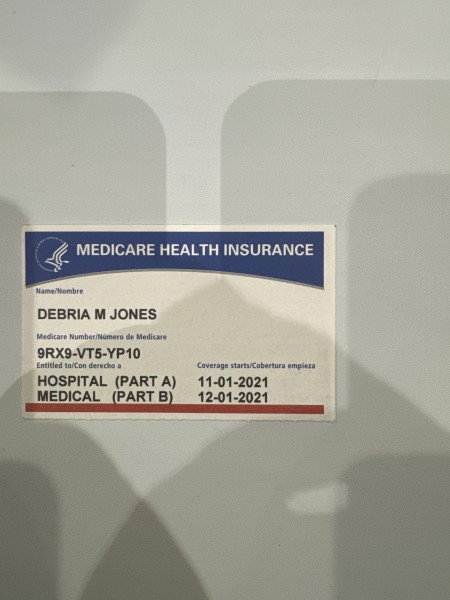 MEDICARE HEALTH INSURANCE
Name/Nombre
DEBRIA M JONES
Medicare Number/Número de Medicare
9RX9-VT5-YP10
Entitled to/Con derecho a Coverage starts/Cobertura empieza
HOSPITAL (PART A) 11-01-2021
MEDICAL (PART B) 12-01-2021